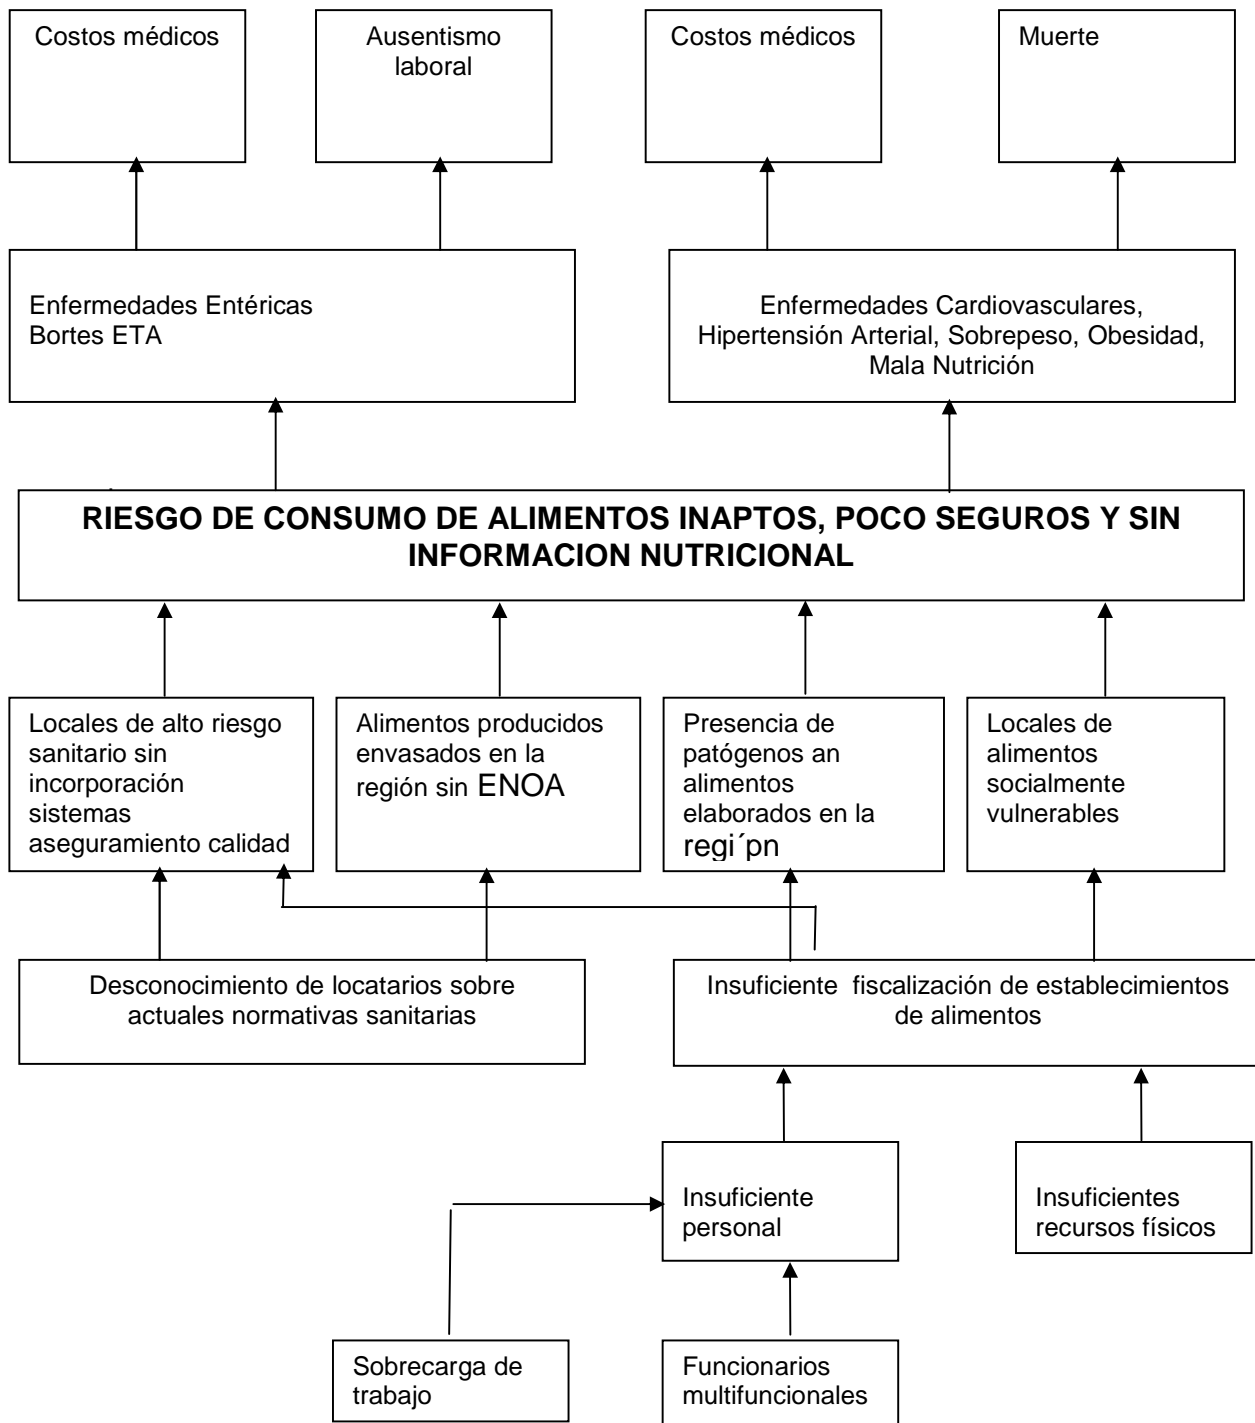 Costos médicos
Ausentismo
laboral
Costos médicos
Muerte
Enfermedades Entéricas
Bortes ETA
Enfermedades Cardiovasculares,
Hipertensión Arterial, Sobrepeso, Obesidad,
Mala Nutrición
RIESGO DE CONSUMO DE ALIMENTOS INAPTOS, POCO SEGUROS Y SIN
INFORMACION NUTRICIONAL
Locales de alto riesgo
sanitario sin
incorporación
sistemas
aseguramiento calidad
Alimentos producidos
envasados en la
región sin ENOA
Presencia de
patógenos an
alimentos
elaborados en la
regi´pn
Locales de
alimentos
socialmente
vulnerables
Desconocimiento de locatarios sobre
actuales normativas sanitarias
Insuficiente fiscalización de establecimientos
de alimentos
Insuficiente
personal
Insuficientes
recursos físicos
Sobrecarga de
trabajo
Funcionarios
multifuncionales